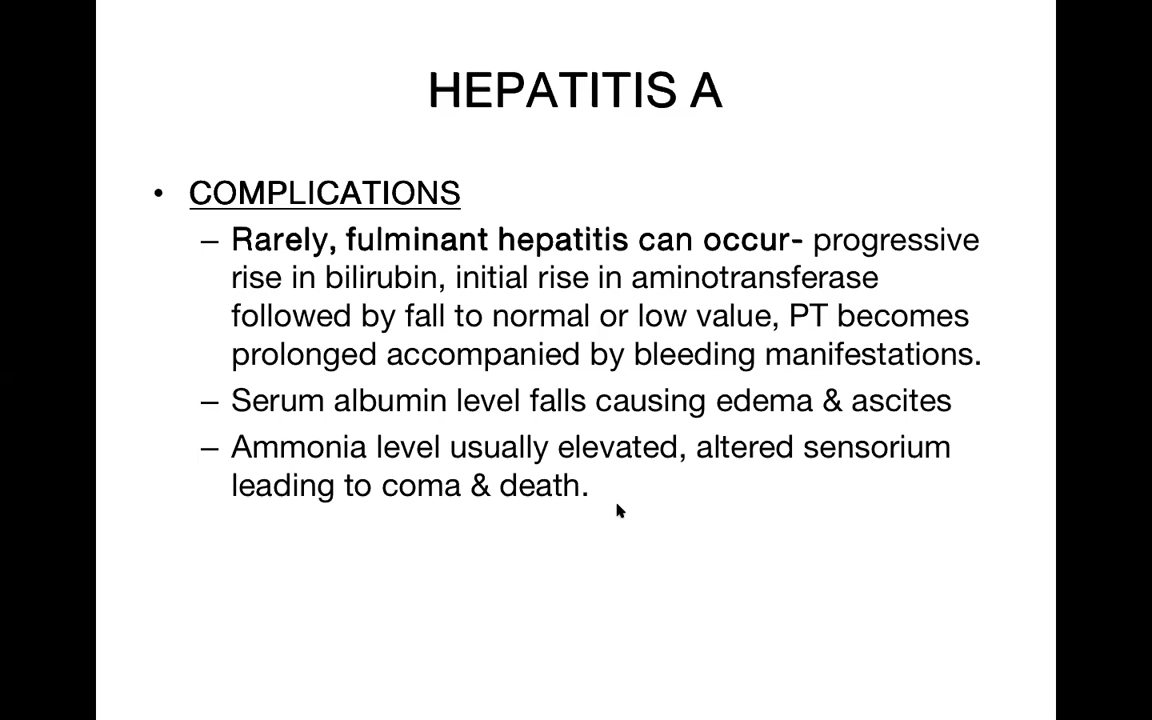 HEPATITIS A
• COMPLICATIONS
– Rarely, fulminant hepatitis can occur- progressive
rise in bilirubin, initial rise in aminotransferase
followed by fall to normal or low value, PT becomes
prolonged accompanied by bleeding manifestations.
– Serum albumin level falls causing edema & ascites
– Ammonia level usually elevated, altered sensorium
leading to coma & death.